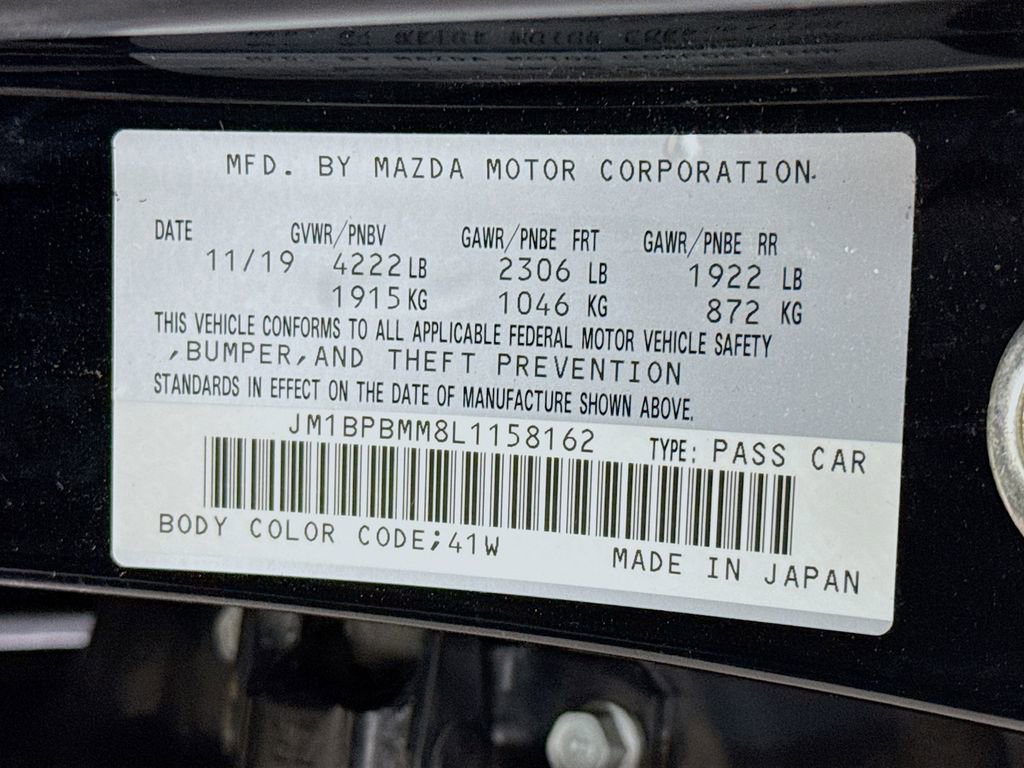 MFD. BY MAZDA MOTOR CORPORATION
DATE GVWR/PNBV GAWR/PNBE FRT GAWR/PNBE RR
11/19 4222 LB 2306 LB 1922 LB
1915 KG 1046 KG 872 KG
THIS VEHICLE CONFORMS TO ALL APPLICABLE FEDERAL MOTOR VEHICLE SAFETY
,BUMPER,AND THEFT PREVENTION
STANDARDS IN EFFECT ON THE DATE OF MANUFACTURE SHOWN ABOVE.
JM1BPBMM8L1158162 TYPE: PASS CAR
BODY COLOR CODE;41W MADE IN JAPAN